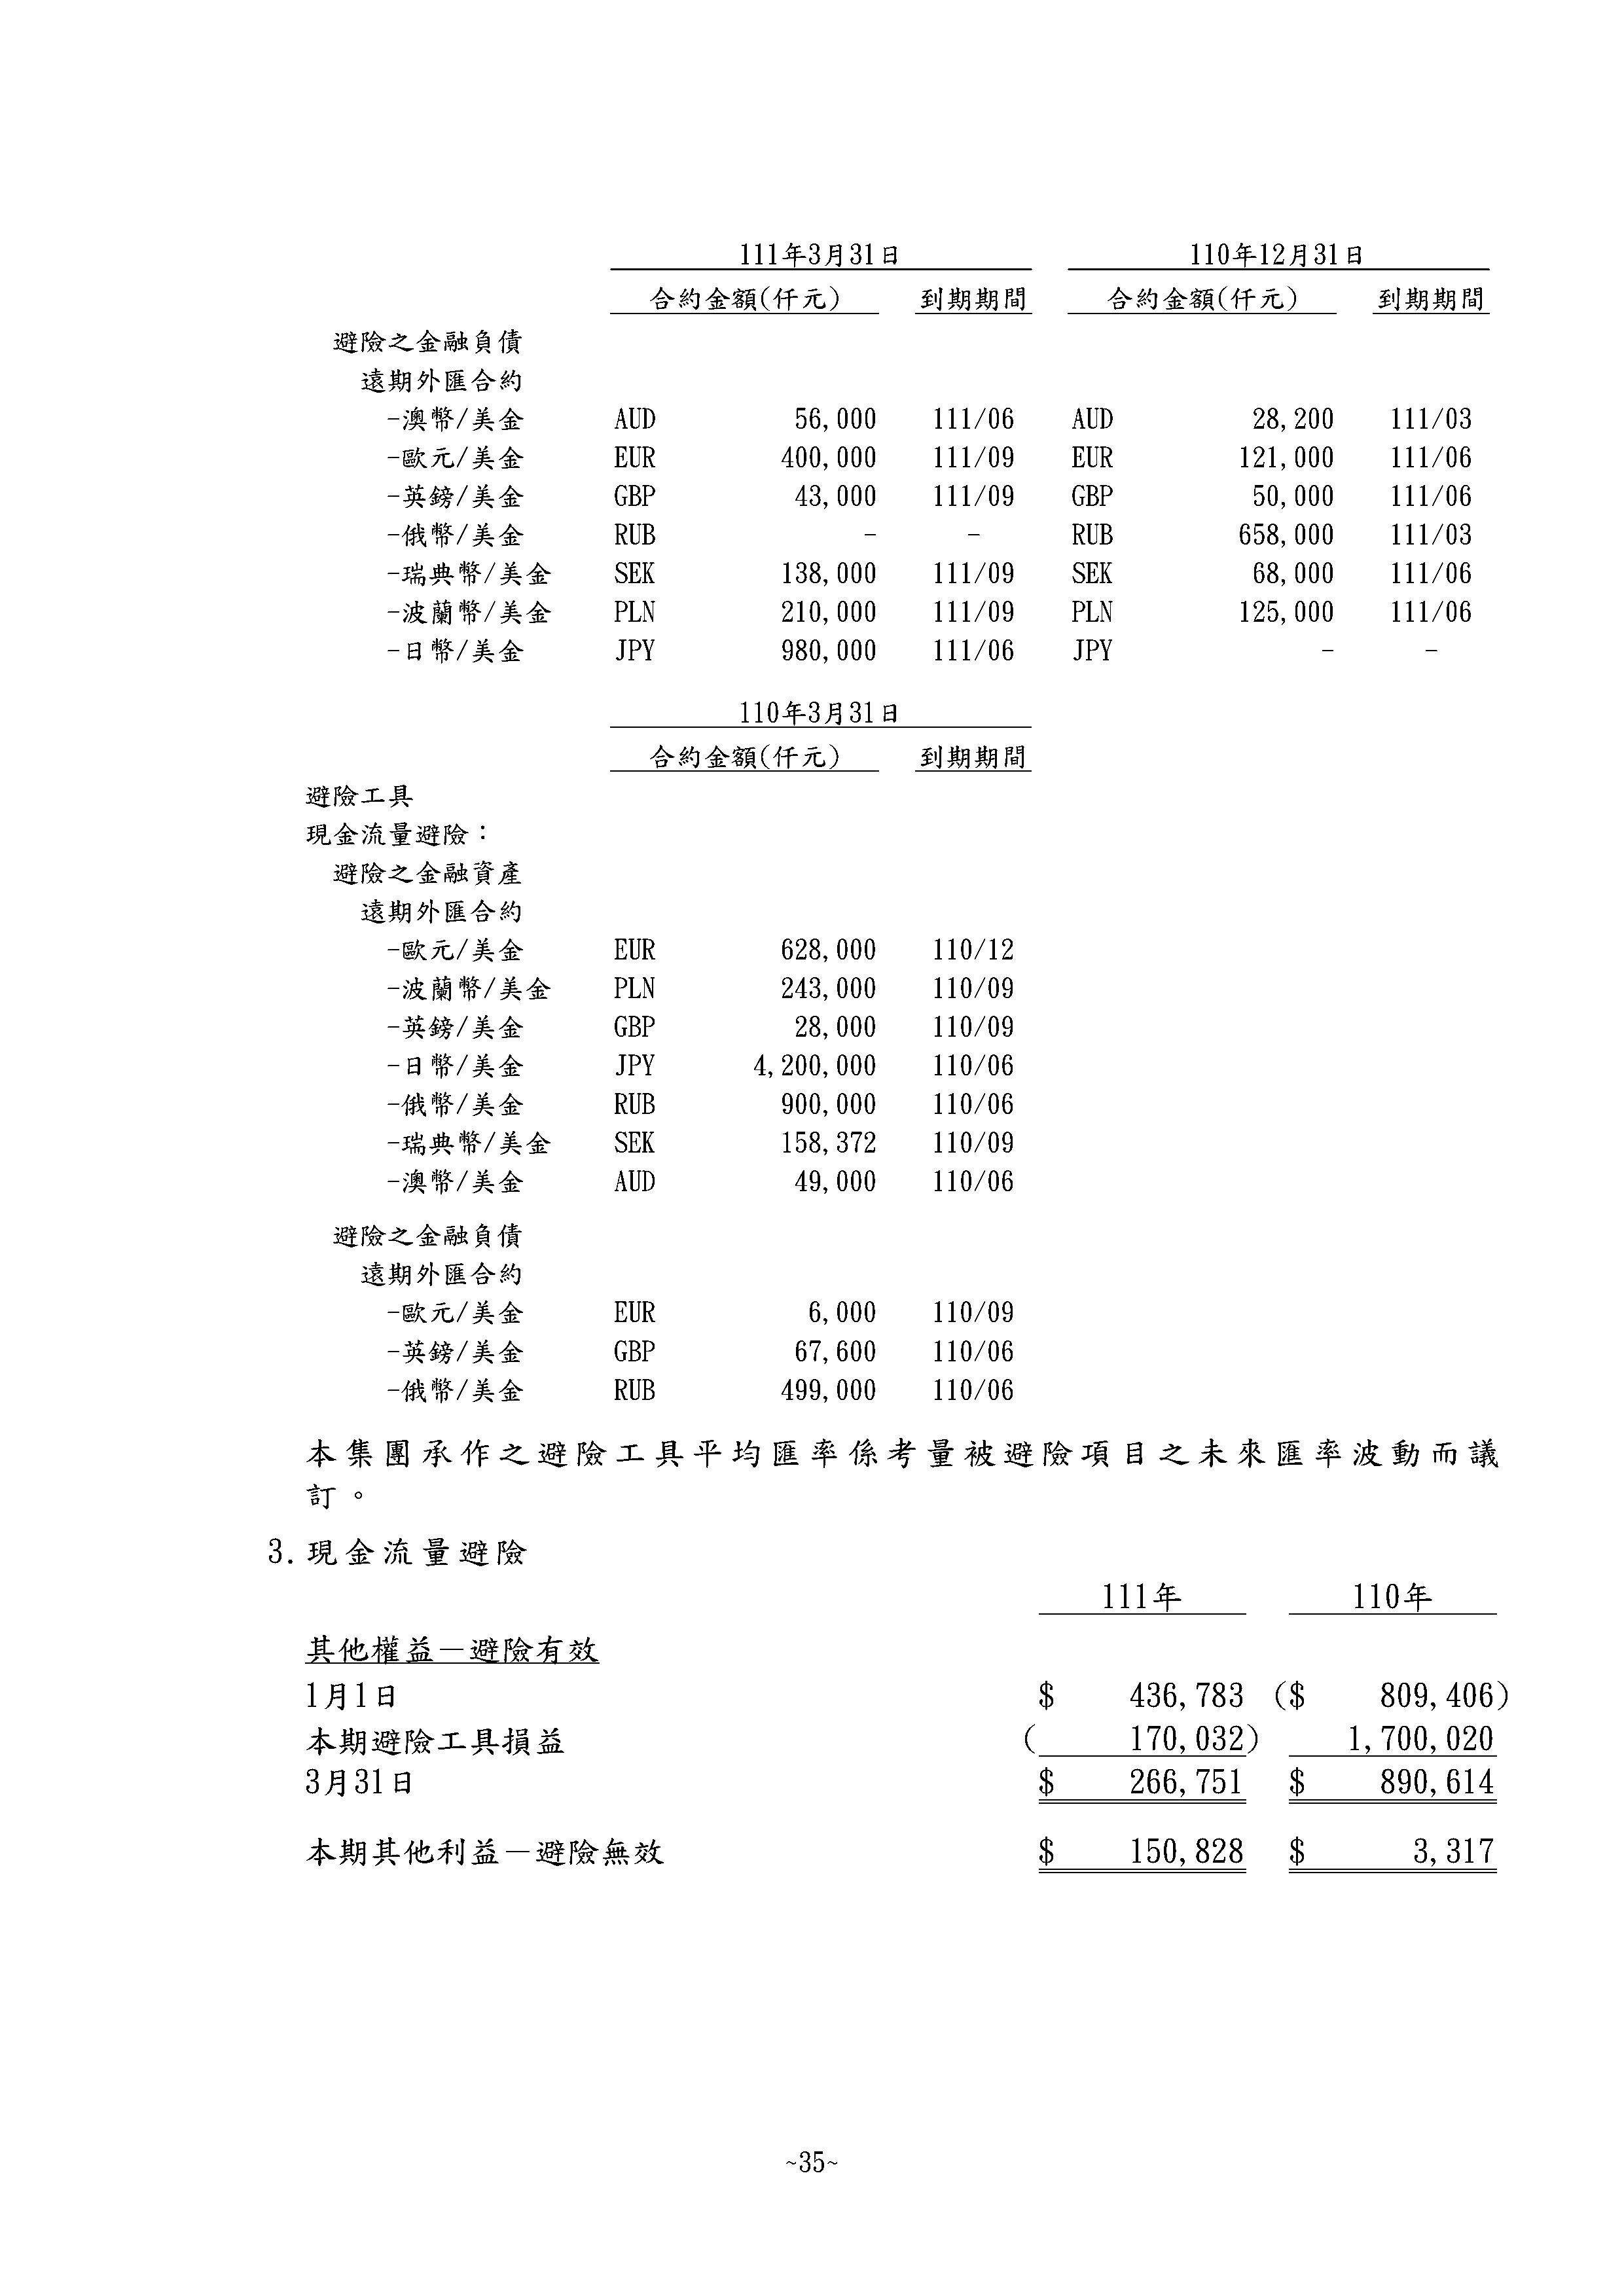 111年3月31日 110年12月31日
合約金額(仟元) 到期期間 合約金額(仟元) 到期期間
避險之金融負債
遠期外匯合約
-澳幣/美金 AUD 56,000 111/06 AUD 28,200 111/03
-歐元/美金 EUR 400,000 111/09 EUR 121,000 111/06
-英鎊/美金 GBP 43,000 111/09 GBP 50,000 111/06
-俄幣/美金 RUB - - RUB 658,000 111/03
-瑞典幣/美金 SEK 138,000 111/09 SEK 68,000 111/06
-波蘭幣/美金 PLN 210,000 111/09 PLN 125,000 111/06
-日幣/美金 JPY 980,000 111/06 JPY - -
110年3月31日
合約金額(仟元) 到期期間
避險工具
現金流量避險：
避險之金融資產
遠期外匯合約
-歐元/美金 EUR 628,000 110/12
-波蘭幣/美金 PLN 243,000 110/09
-英鎊/美金 GBP 28,000 110/09
-日幣/美金 JPY 4,200,000 110/06
-俄幣/美金 RUB 900,000 110/06
-瑞典幣/美金 SEK 158,372 110/09
-澳幣/美金 AUD 49,000 110/06
避險之金融負債
遠期外匯合約
-歐元/美金 EUR 6,000 110/09
-英鎊/美金 GBP 67,600 110/06
-俄幣/美金 RUB 499,000 110/06
本集團承作之避險工具平均匯率係考量被避險項目之未來匯率波動而議
訂。
3.現金流量避險
111年 110年
其他權益－避險有效
1月1日 $ 436,783 ($ 809,406)
本期避險工具損益 ( 170,032) 1,700,020
3月31日 $ 266,751 $ 890,614
本期其他利益－避險無效 $ 150,828 $ 3,317
~35~